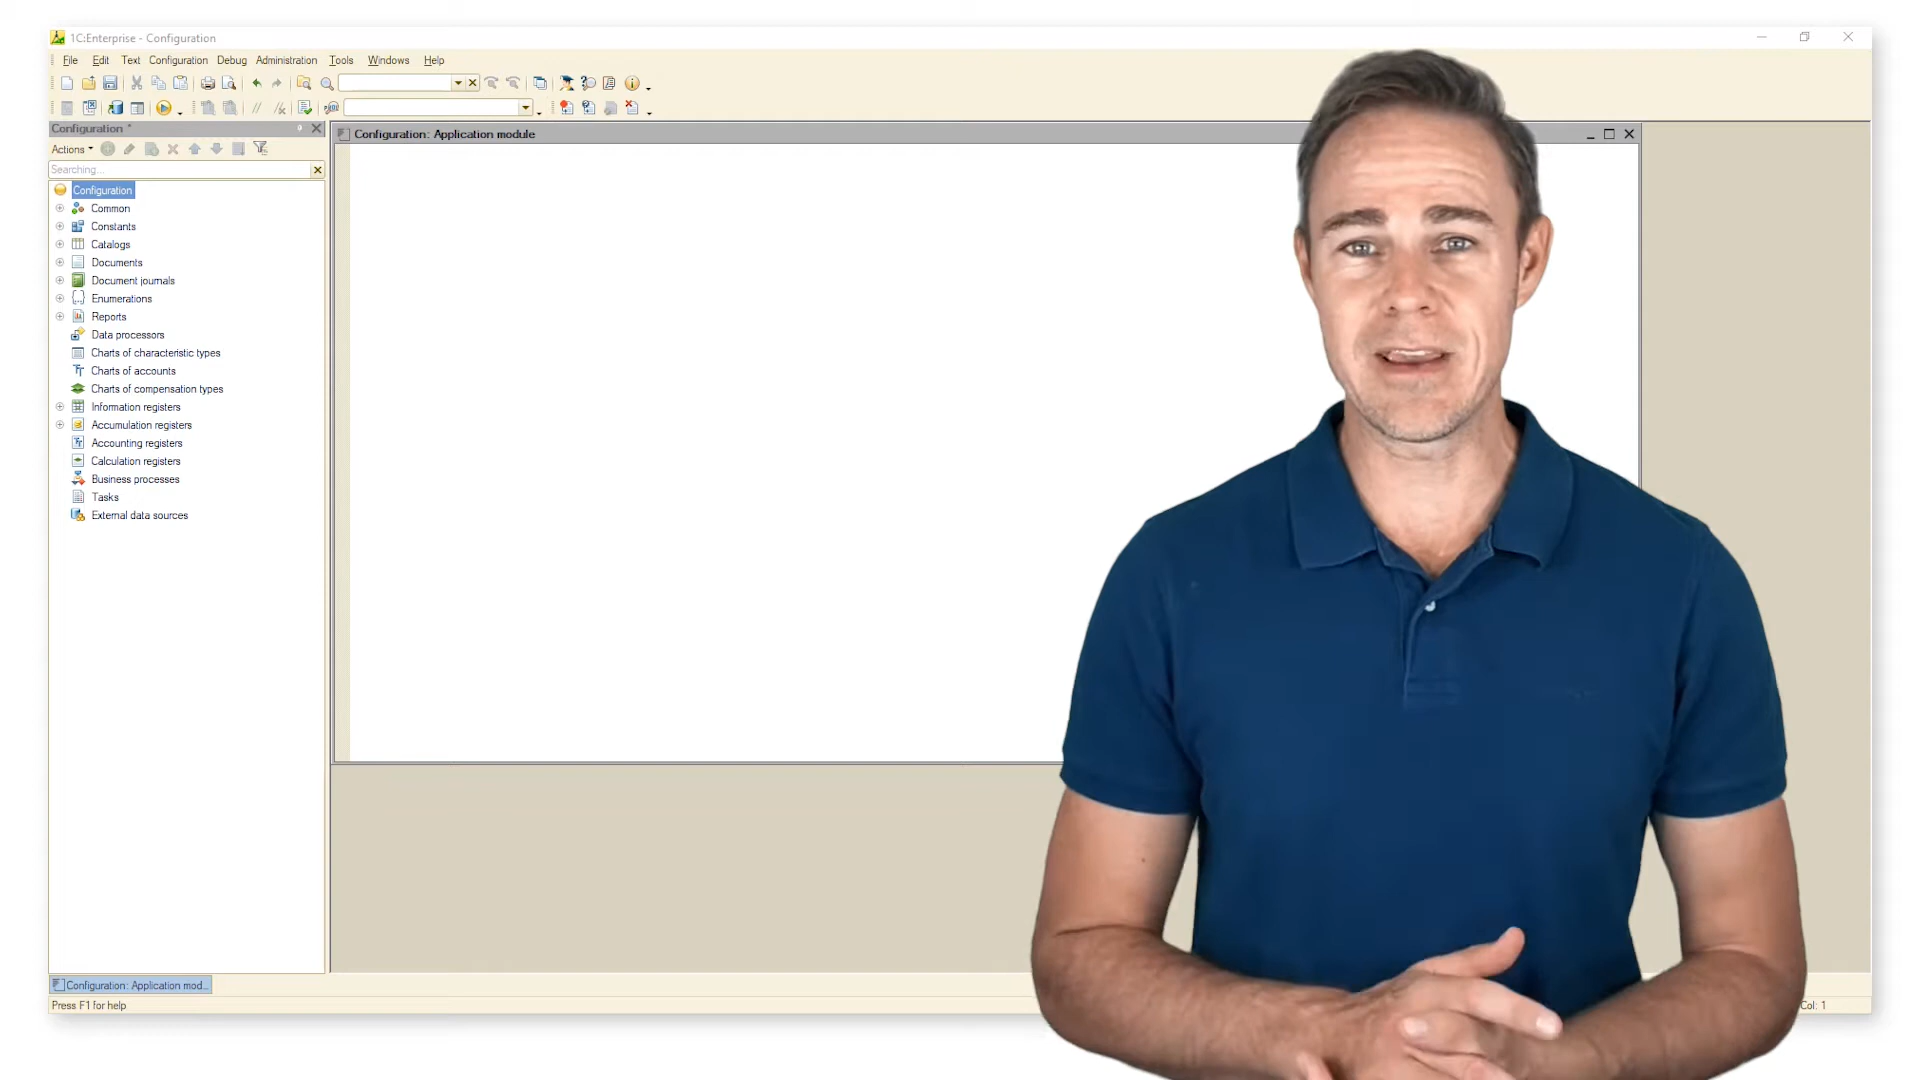 1C:Enterprise - Configuration
File Edit Text Configuration Debug Administration Tools Windows Help
Configuration *
Configuration: Application module
Actions
Searching...
Configuration
Common
Constants
Catalogs
Documents
Document journals
Enumerations
Reports
Data processors
Charts of characteristic types
Charts of accounts
Charts of compensation types
Information registers
Accumulation registers
Accounting registers
Calculation registers
Business processes
Tasks
External data sources
Configuration: Application mod...
Press F1 for help
Col: 1